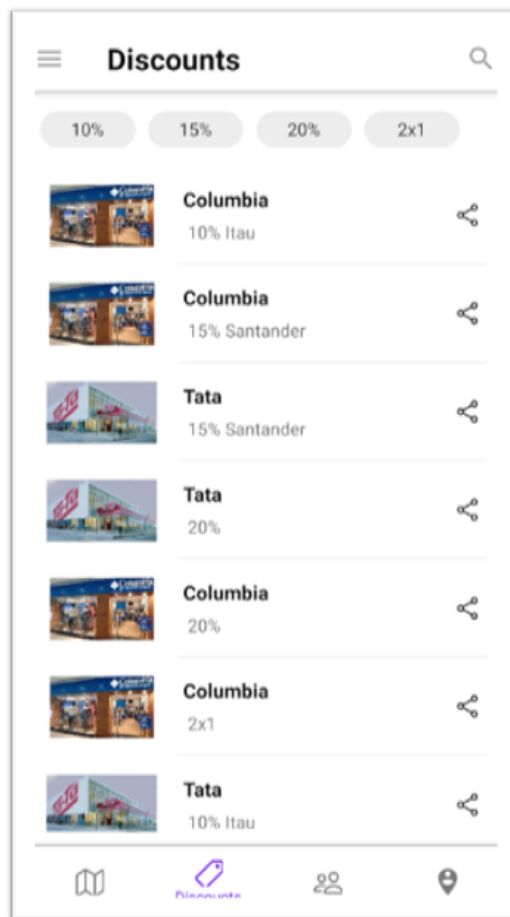 Discounts
10% 15% 20% 2x1
Columbia
10% Itau
Columbia
15% Santander
Tata
15% Santander
Tata
20%
Columbia
20%
Columbia
2x1
Tata
10% Itau
Discounts